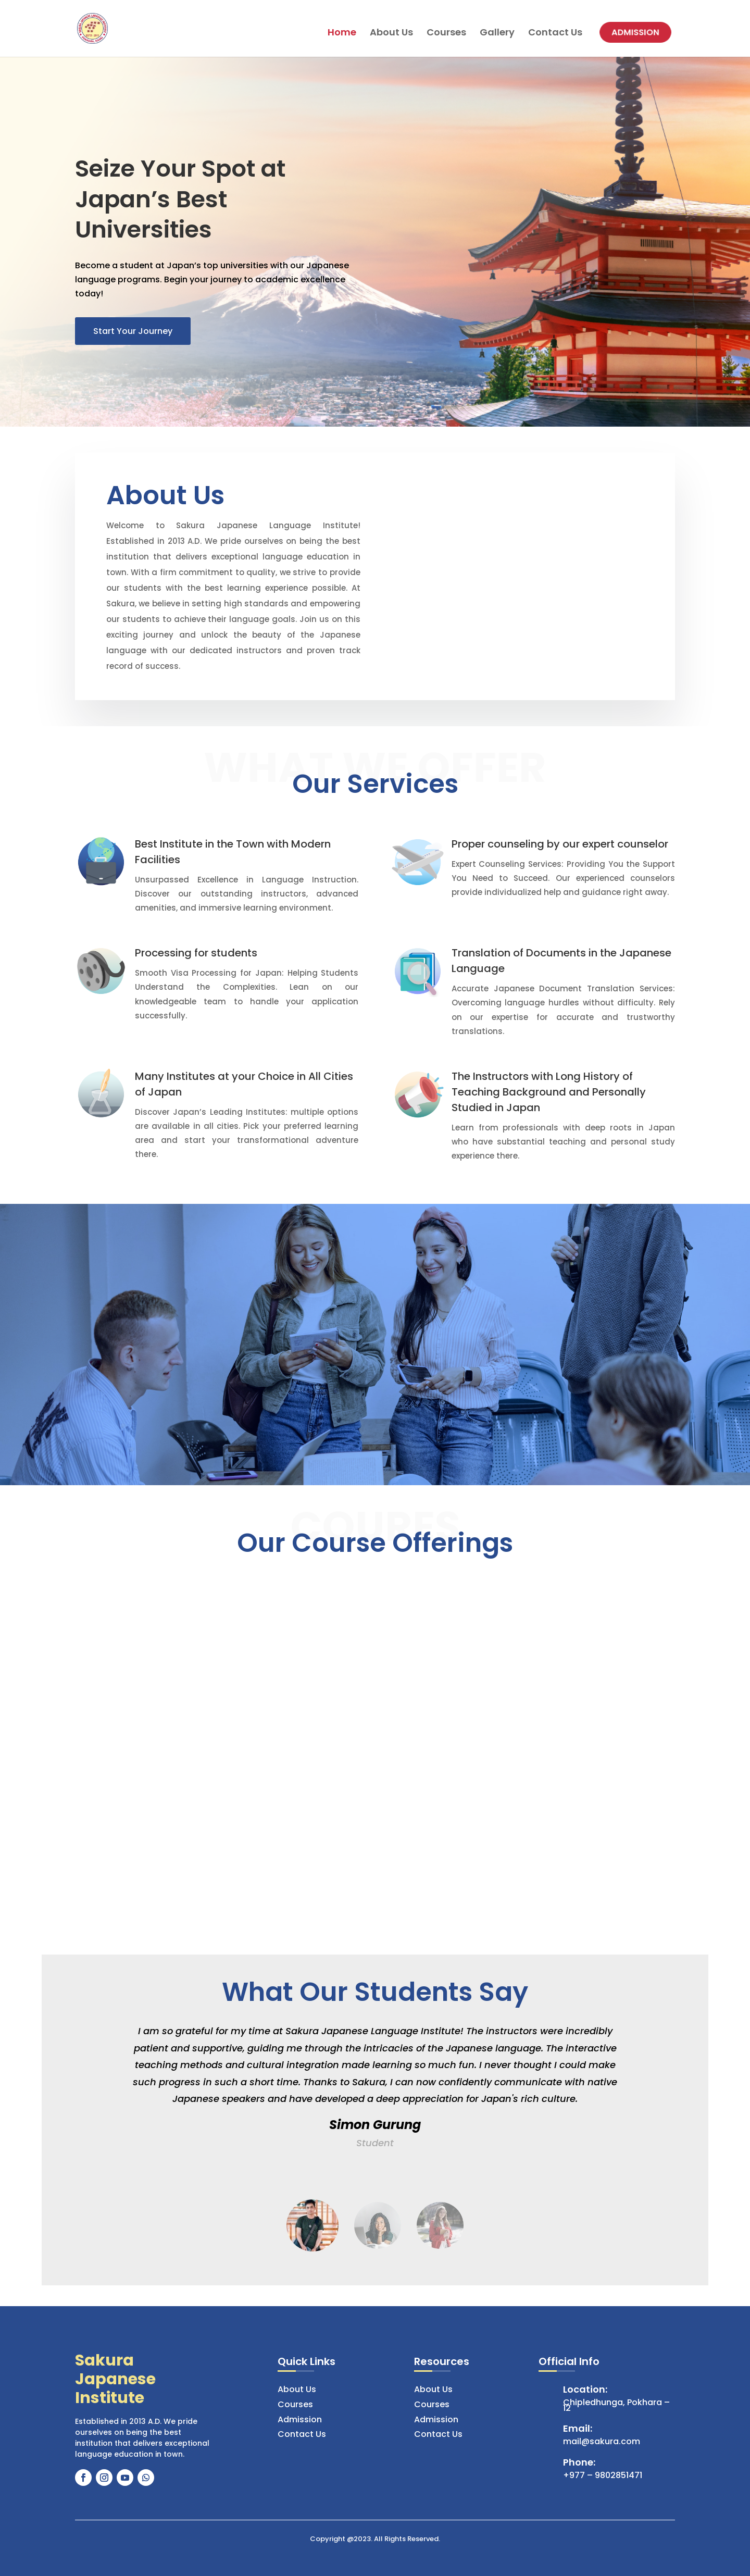 Home About Us Courses Gallery Contact Us ADMISSION
Seize Your Spot at
Japan’s Best
Universities
Become a student at Japan’s top universities with our Japanese
language programs. Begin your journey to academic excellence
today!
Start Your Journey
About Us
Welcome to Sakura Japanese Language Institute!
Established in 2013 A.D. We pride ourselves on being the best
institution that delivers exceptional language education in
town. With a firm commitment to quality, we strive to provide
our students with the best learning experience possible. At
Sakura, we believe in setting high standards and empowering
our students to achieve their language goals. Join us on this
exciting journey and unlock the beauty of the Japanese
language with our dedicated instructors and proven track
record of success.
WHAT WE OFFER
Our Services
Best Institute in the Town with Modern
Facilities
Unsurpassed Excellence in Language Instruction.
Discover our outstanding instructors, advanced
amenities, and immersive learning environment.
Proper counseling by our expert counselor
Expert Counseling Services: Providing You the Support
You Need to Succeed. Our experienced counselors
provide individualized help and guidance right away.
Processing for students
Smooth Visa Processing for Japan: Helping Students
Understand the Complexities. Lean on our
knowledgeable team to handle your application
successfully.
Translation of Documents in the Japanese
Language
Accurate Japanese Document Translation Services:
Overcoming language hurdles without difficulty. Rely
on our expertise for accurate and trustworthy
translations.
Many Institutes at your Choice in All Cities
of Japan
Discover Japan’s Leading Institutes: multiple options
are available in all cities. Pick your preferred learning
area and start your transformational adventure
there.
The Instructors with Long History of
Teaching Background and Personally
Studied in Japan
Learn from professionals with deep roots in Japan
who have substantial teaching and personal study
experience there.
Our Course Offerings
What Our Students Say
I am so grateful for my time at Sakura Japanese Language Institute! The instructors were incredibly
patient and supportive, guiding me through the intricacies of the Japanese language. The interactive
teaching methods and cultural integration made learning so much fun. I never thought I could make
such progress in such a short time. Thanks to Sakura, I can now confidently communicate with native
Japanese speakers and have developed a deep appreciation for Japan's rich culture.
Simon Gurung
Student
Sakura
Japanese
Institute
Established in 2013 A.D. We pride
ourselves on being the best
institution that delivers exceptional
language education in town.
Quick Links
About Us
Courses
Admission
Contact Us
Resources
About Us
Courses
Admission
Contact Us
Official Info
Location:
Chipledhunga, Pokhara –
12
Email:
mail@sakura.com
Phone:
+977 – 9802851471
Copyright @2023. All Rights Reserved.